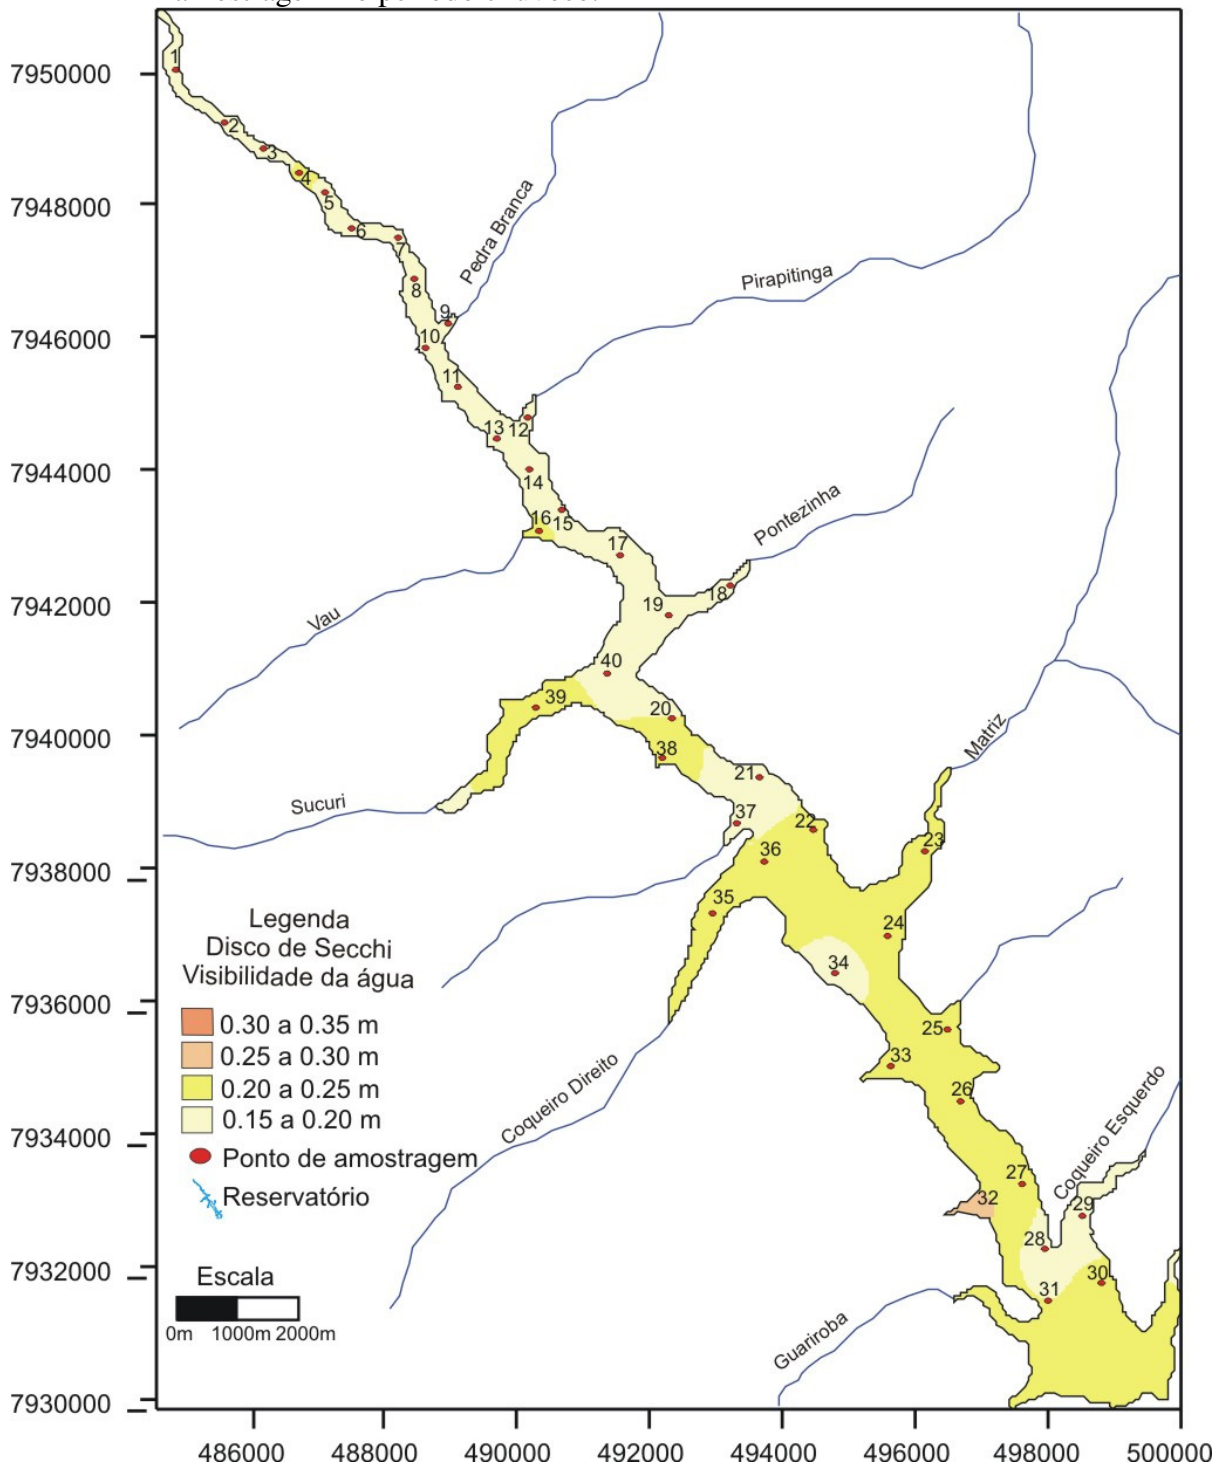 7950000
7948000
7946000
7944000
7942000
7940000
7938000
7936000
7934000
7932000
7930000
1
2
3
4
5
6
7
8
Pedra Branca
9
10
Pirapitinga
11
13 12
14
16 15
Pontezinha
17
18
Vau
19
40
39
20
38
Matriz
21
Sucuri
37
22
23
36
35
24
34
25
33
26
Coqueiro Direito
Coqueiro Esquerdo
27
32
29
28
30
31
Guariroba
Legenda
Disco de Secchi
Visibilidade da água
0.30 a 0.35 m
0.25 a 0.30 m
0.20 a 0.25 m
0.15 a 0.20 m
Ponto de amostragem
Reservatório
Escala
0m 1000m 2000m
486000 488000 490000 492000 494000 496000 498000 500000